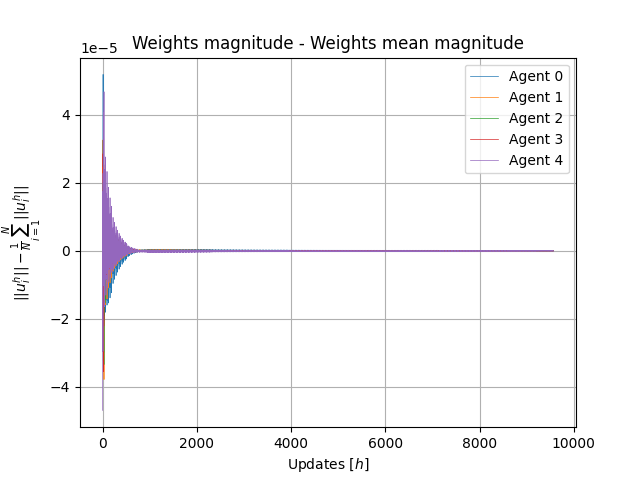 Weights magnitude - Weights mean magnitude
1e−5
4
2
0
−2
−4
||u_i^h|| − 1/N ∑_{i=1}^N ||u_i^h||
0 2000 4000 6000 8000 10000
Updates [h]
Agent 0
Agent 1
Agent 2
Agent 3
Agent 4